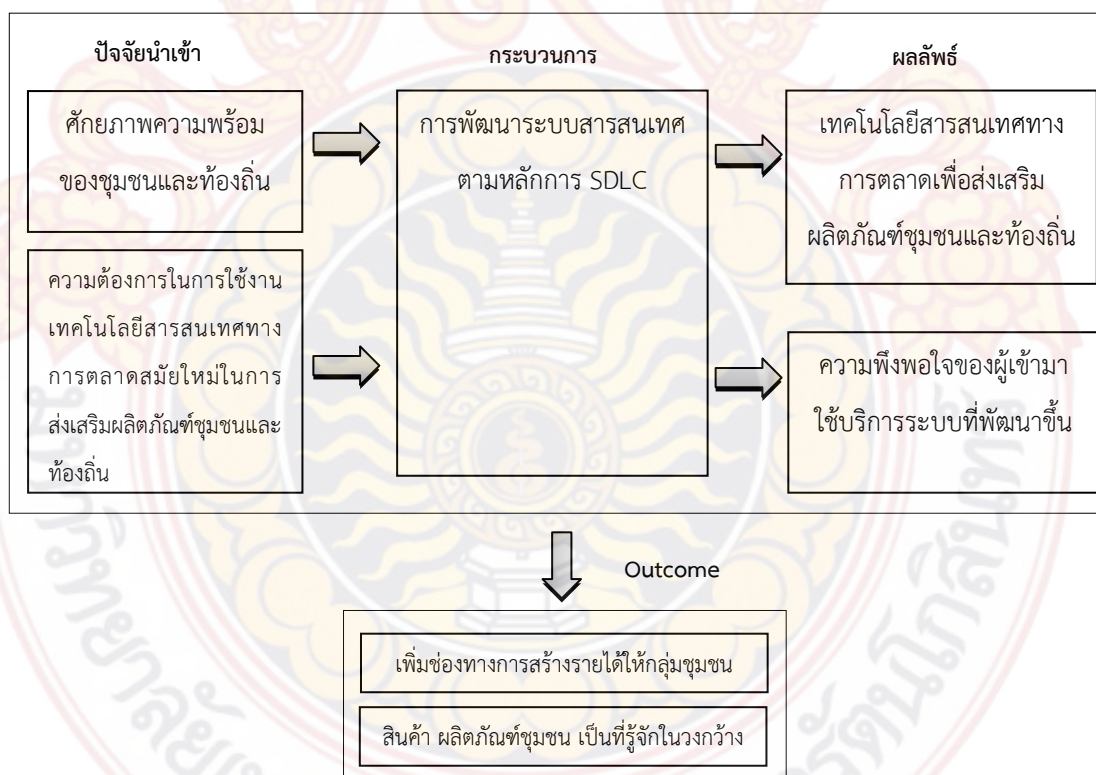 ปัจจัยนำเข้า
กระบวนการ
ผลลัพธ์
ศักยภาพความพร้อม
ของชุมชนและท้องถิ่น
ความต้องการในการใช้งาน
เทคโนโลยีสารสนเทศทาง
การตลาดสมัยใหม่ในการ
ส่งเสริมผลิตภัณฑ์ชุมชนและ
ท้องถิ่น
การพัฒนาระบบสารสนเทศ
ตามหลักการ SDLC
เทคโนโลยีสารสนเทศทาง
การตลาดเพื่อส่งเสริม
ผลิตภัณฑ์ชุมชนและท้องถิ่น
ความพึงพอใจของผู้เข้ามา
ใช้บริการระบบที่พัฒนาขึ้น
Outcome
เพิ่มช่องทางการสร้างรายได้ให้กลุ่มชุมชน
สินค้า ผลิตภัณฑ์ชุมชน เป็นที่รู้จักในวงกว้าง